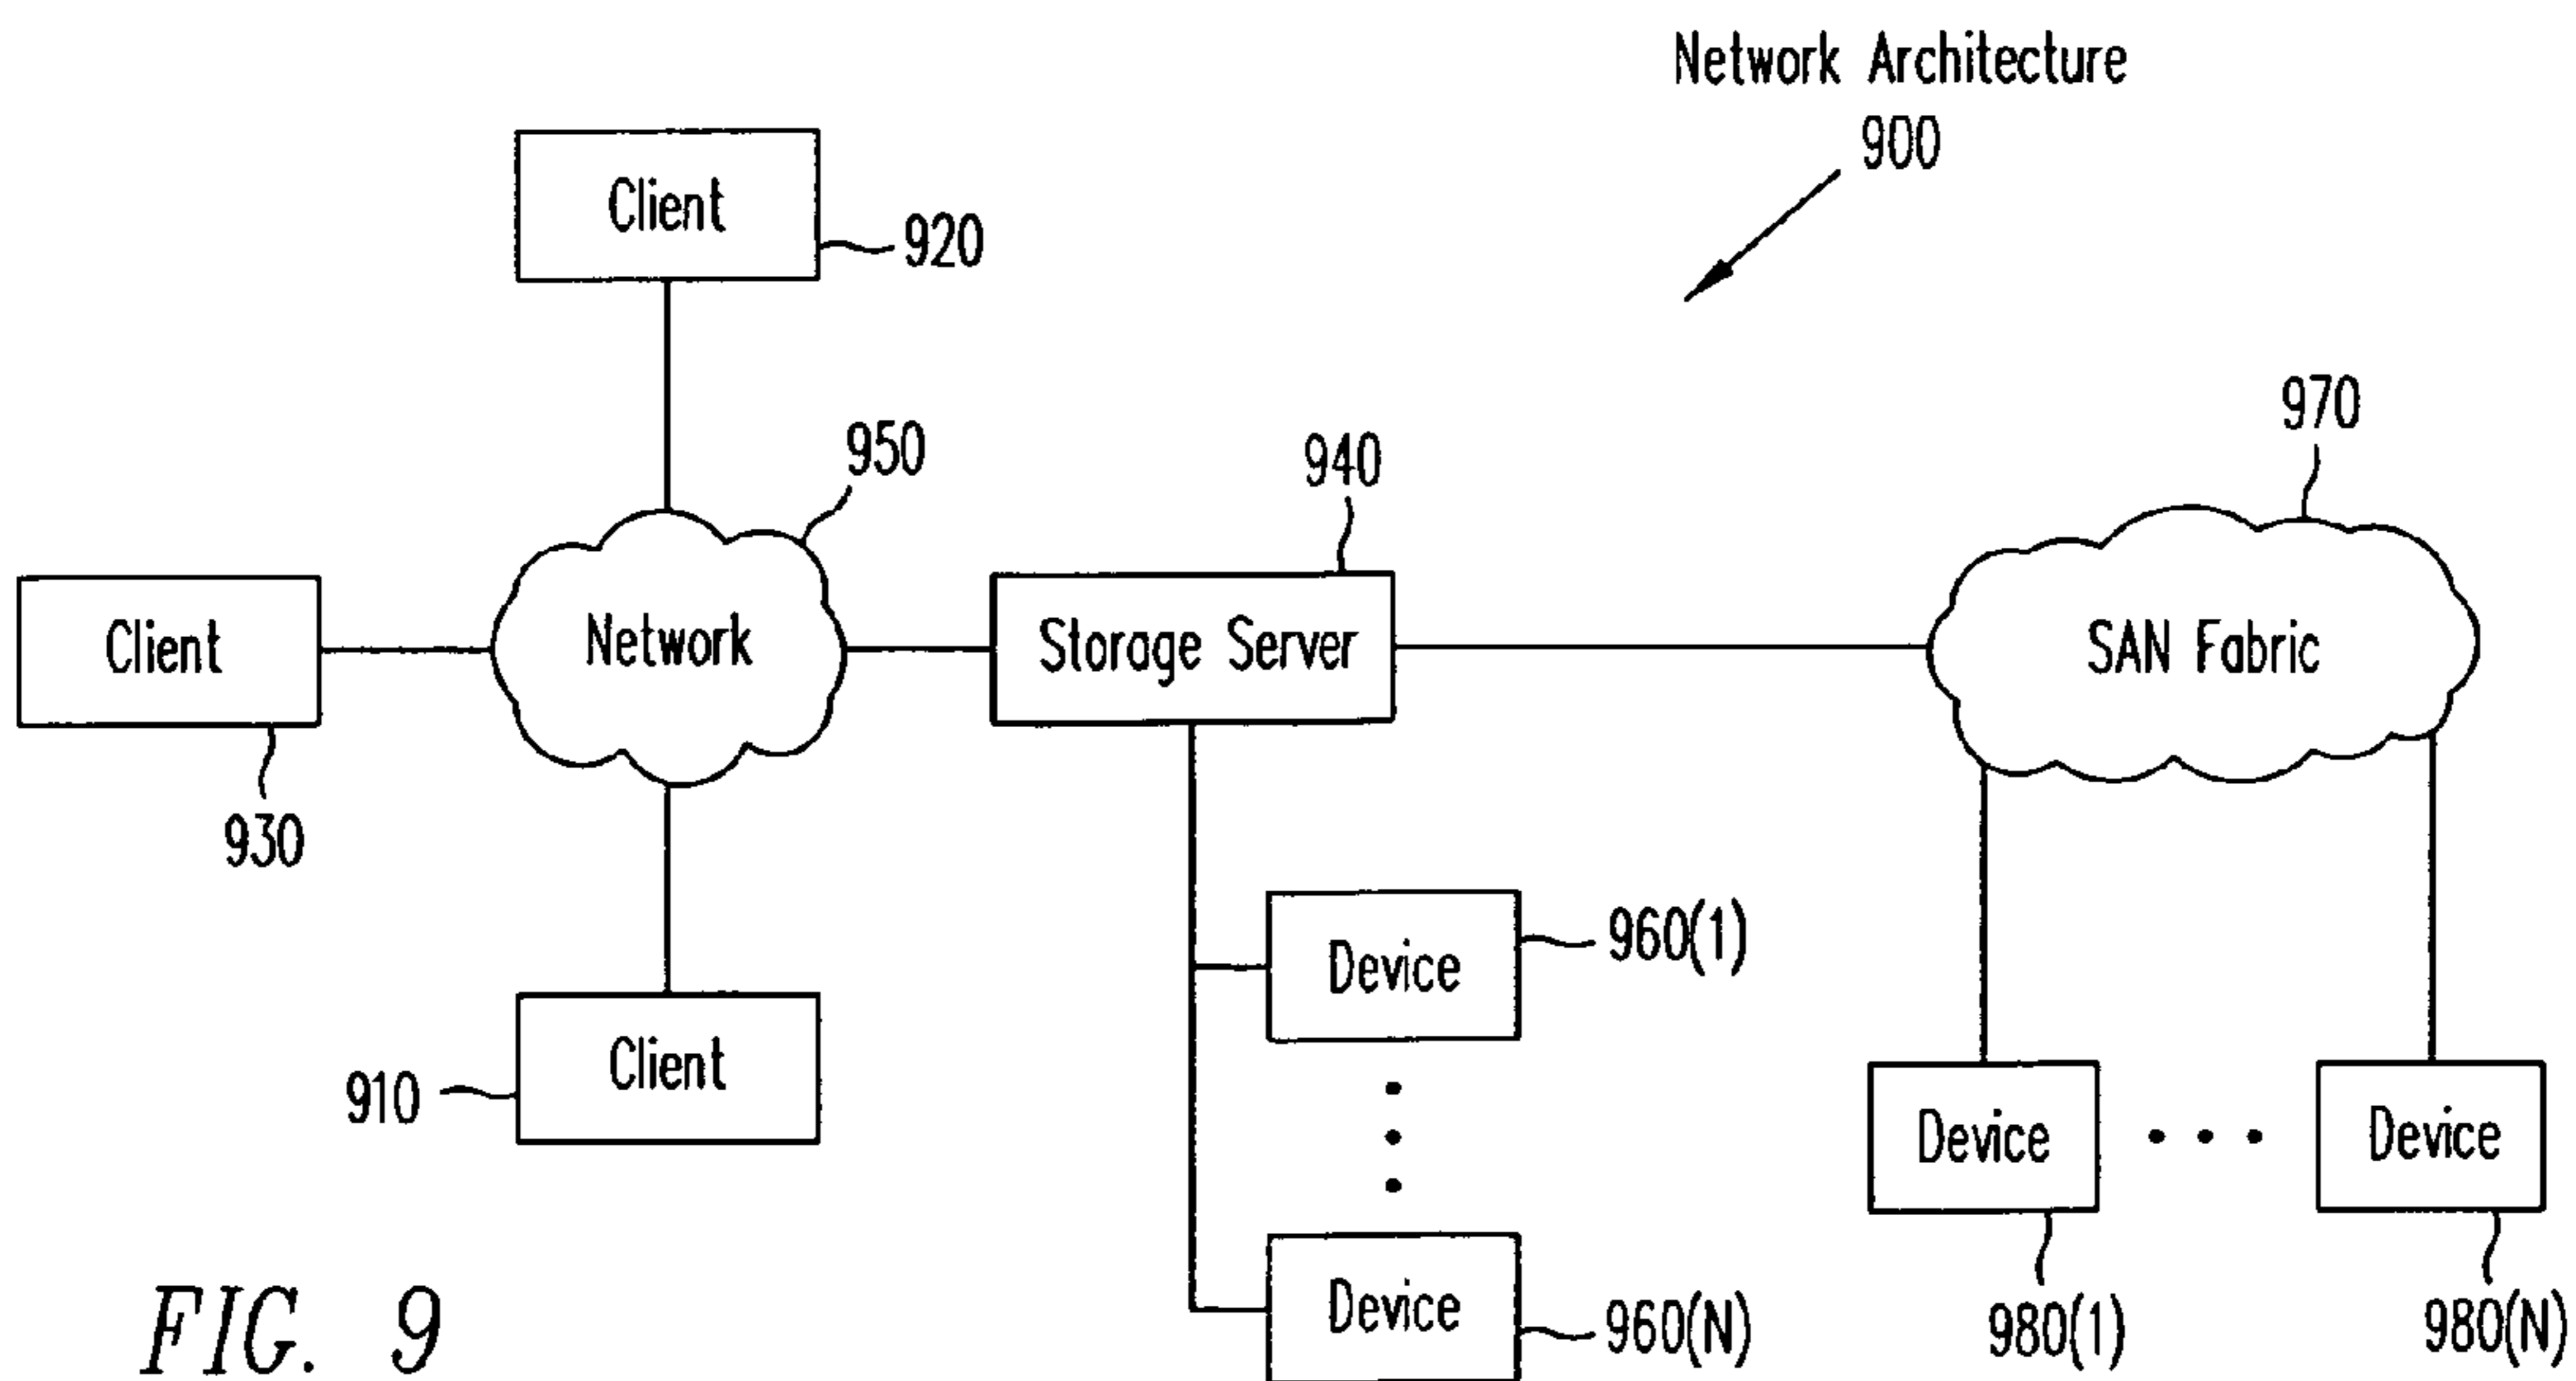 Network Architecture
900
Client
920
950
940
970
Client
Network
Storage Server
SAN Fabric
930
960(1)
Device
Client
910
Device
Device
Device
960(N)
980(1)
980(N)
FIG. 9